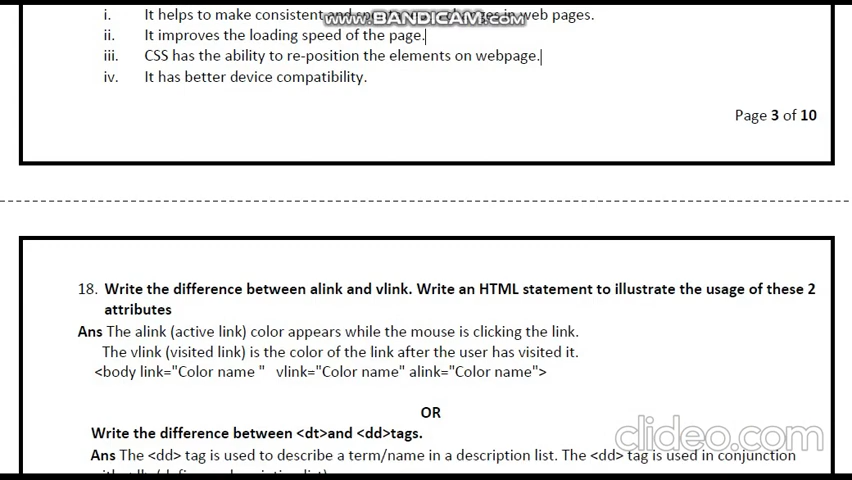 i. It helps to make consistent and in web pages.
www.BANDICAM.com
ii. It improves the loading speed of the page.
iii. CSS has the ability to re-position the elements on webpage.
iv. It has better device compatibility.
Page 3 of 10
18. Write the difference between alink and vlink. Write an HTML statement to illustrate the usage of these 2
attributes
Ans The alink (active link) color appears while the mouse is clicking the link.
The vlink (visited link) is the color of the link after the user has visited it.
<body link="Color name " vlink="Color name" alink="Color name">
OR
Write the difference between <dt>and <dd>tags.
clideo.com
Ans The <dd> tag is used to describe a term/name in a description list. The <dd> tag is used in conjunction